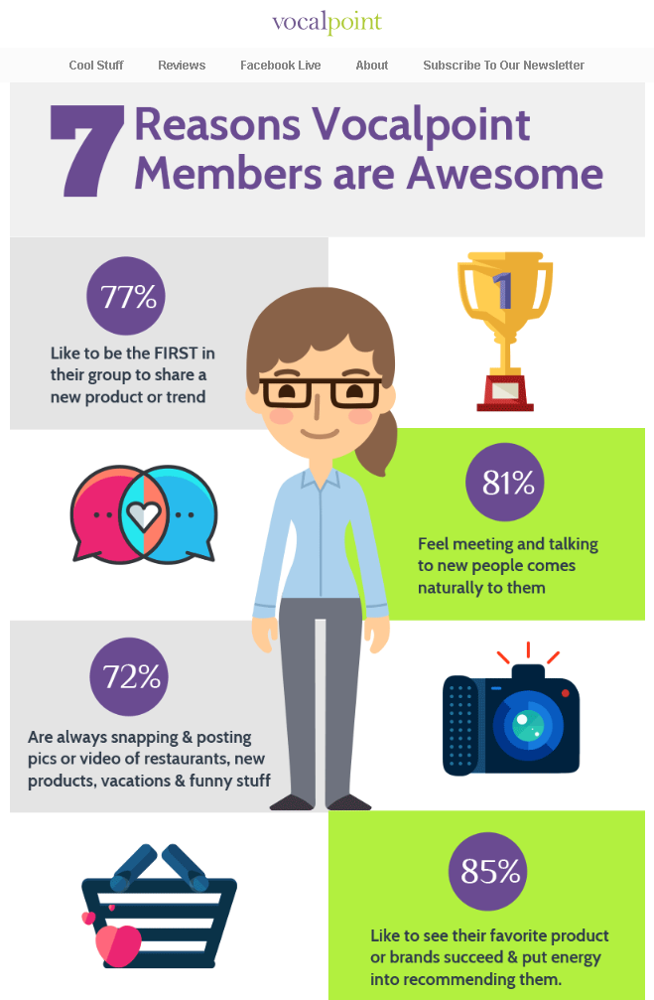 vocalpoint
Cool Stuff Reviews Facebook Live About Subscribe To Our Newsletter
7 Reasons Vocalpoint
Members are Awesome
77%
Like to be the FIRST in
their group to share a
new product or trend
1
81%
Feel meeting and talking
to new people comes
naturally to them
72%
Are always snapping & posting
pics or video of restaurants, new
products, vacations & funny stuff
85%
Like to see their favorite product
or brands succeed & put energy
into recommending them.